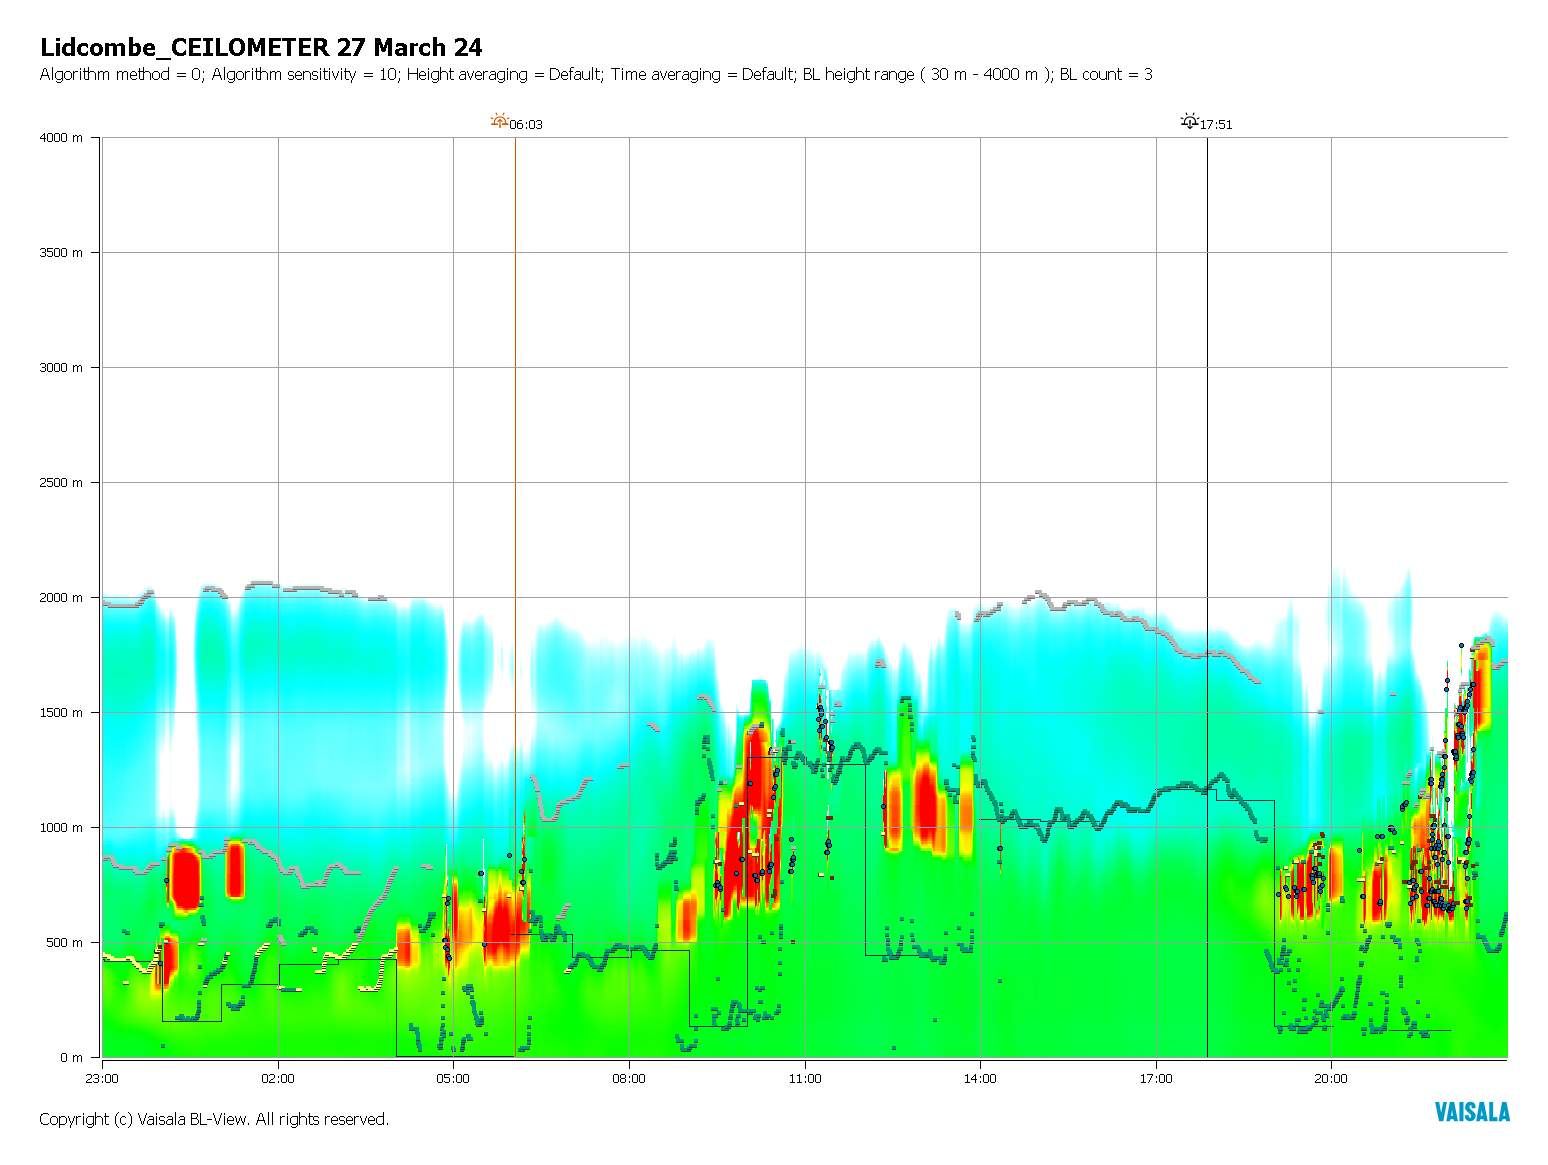 Lidcombe_CEILOMETER 27 March 24
Algorithm method = 0; Algorithm sensitivity = 10; Height averaging = Default; Time averaging = Default; BL height range ( 30 m - 4000 m ); BL count = 3
06:03 17:51
4000 m
3500 m
3000 m
2500 m
2000 m
1500 m
1000 m
500 m
0 m
23:00 02:00 05:00 08:00 11:00 14:00 17:00 20:00
Copyright (c) Vaisala BL-View. All rights reserved.
VAISALA